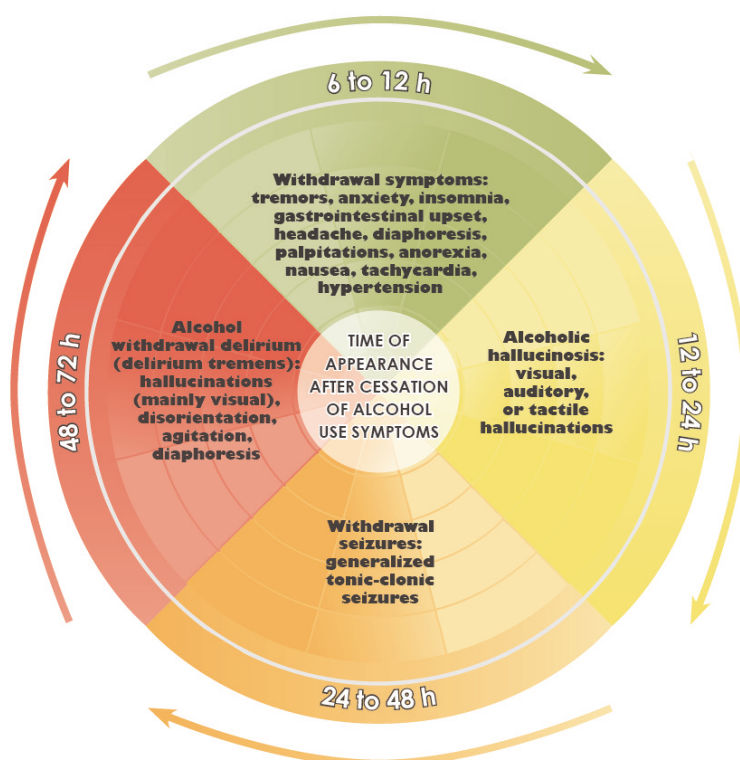 6 to 12 h
Withdrawal symptoms:
tremors, anxiety, insomnia,
gastrointestinal upset,
headache, diaphoresis,
palpitations, anorexia,
nausea, tachycardia,
hypertension
12 to 24 h
Alcoholic
hallucinosis:
visual,
auditory,
or tactile
hallucinations
24 to 48 h
Withdrawal
seizures:
generalized
tonic-clonic
seizures
48 to 72 h
Alcohol
withdrawal delirium
(delirium tremens):
hallucinations
(mainly visual),
disorientation,
agitation,
diaphoresis
TIME OF
APPEARANCE
AFTER CESSATION
OF ALCOHOL
USE SYMPTOMS